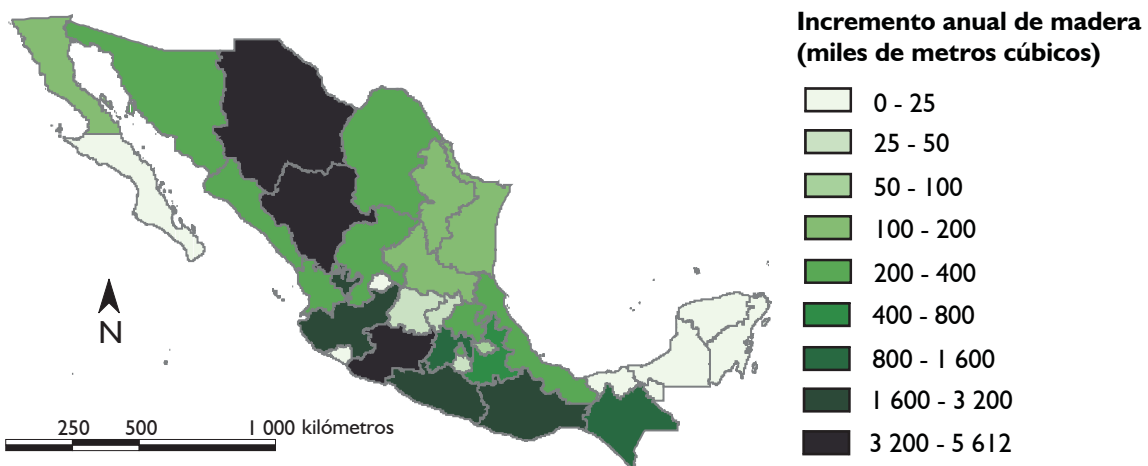 Incremento anual de madera
(miles de metros cúbicos)
0 - 25
25 - 50
50 - 100
100 - 200
200 - 400
400 - 800
800 - 1 600
1 600 - 3 200
3 200 - 5 612
N
250 500 1 000 kilómetros